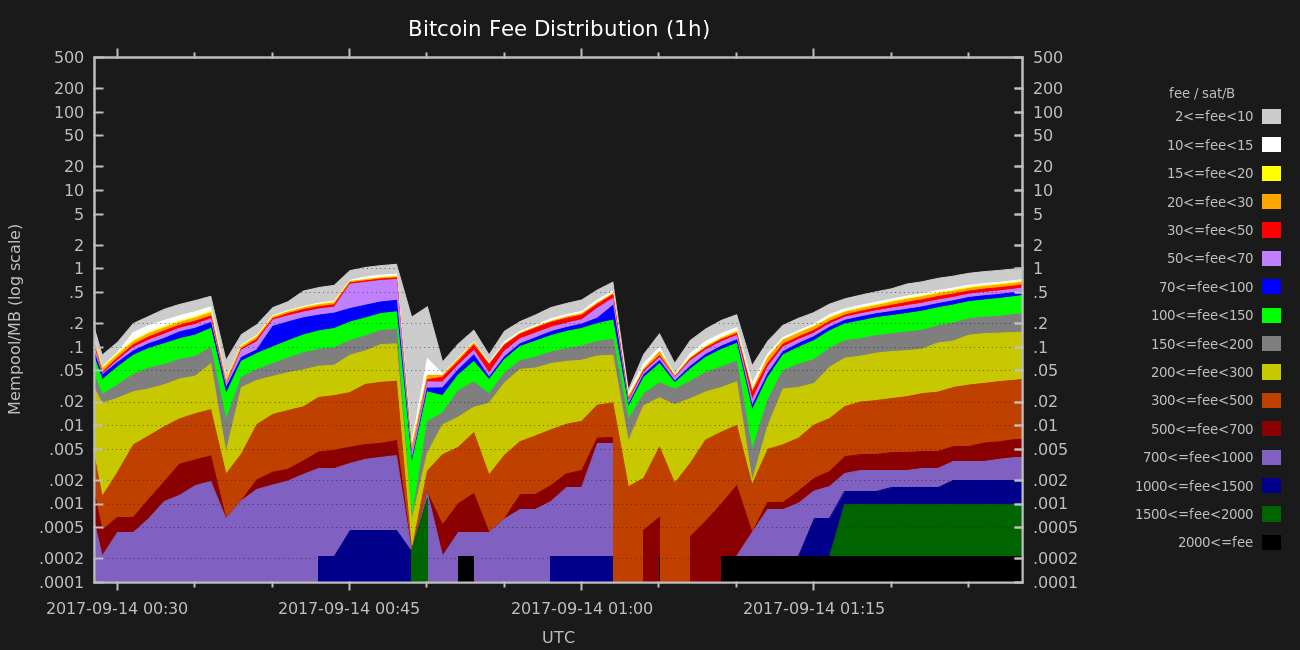 Bitcoin Fee Distribution (1h)
Mempool/MB (log scale)
500
200
100
50
20
10
5
2
1
.5
.2
.1
.05
.02
.01
.005
.002
.001
.0005
.0002
.0001
500
200
100
50
20
10
5
2
1
.5
.2
.1
.05
.02
.01
.005
.002
.001
.0005
.0002
.0001
2017-09-14 00:30
2017-09-14 00:45
2017-09-14 01:00
2017-09-14 01:15
UTC
fee / sat/B
2<=fee<10
10<=fee<15
15<=fee<20
20<=fee<30
30<=fee<50
50<=fee<70
70<=fee<100
100<=fee<150
150<=fee<200
200<=fee<300
300<=fee<500
500<=fee<700
700<=fee<1000
1000<=fee<1500
1500<=fee<2000
2000<=fee